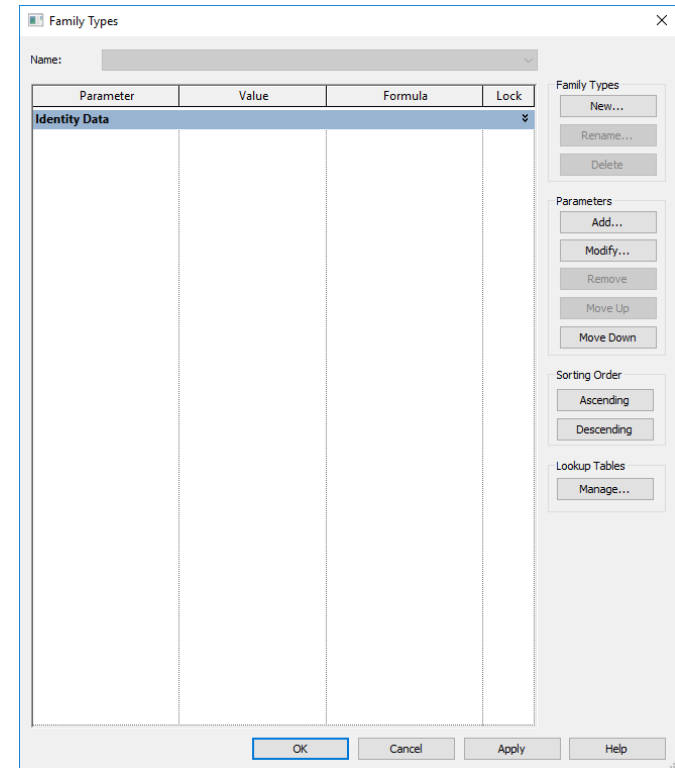 Family Types
Name:
Parameter Value Formula Lock
Identity Data
Family Types
New...
Rename...
Delete
Parameters
Add...
Modify...
Remove
Move Up
Move Down
Sorting Order
Ascending
Descending
Lookup Tables
Manage...
OK Cancel Apply Help